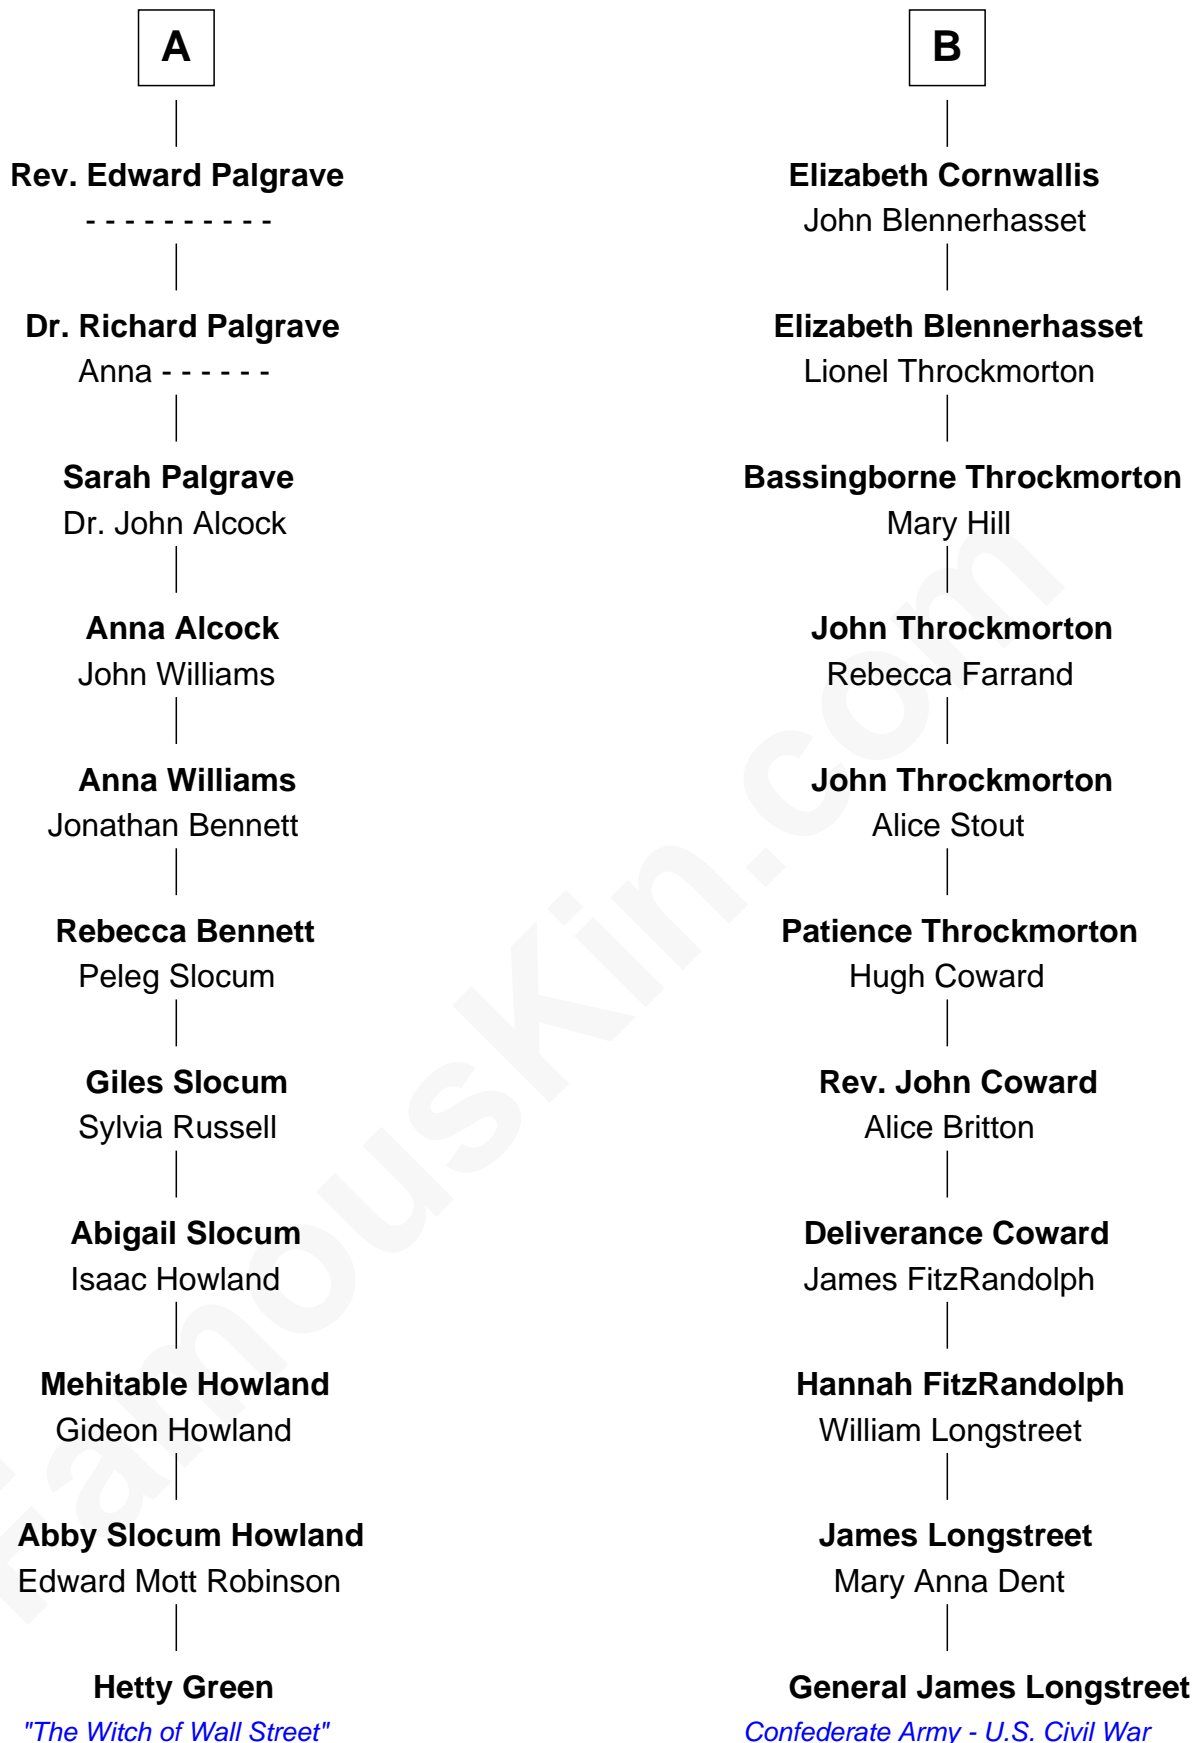 A
Rev. Edward Palgrave
- - - - - - - - - -
Dr. Richard Palgrave
Anna - - - - - -
Sarah Palgrave
Dr. John Alcock
Anna Alcock
John Williams
Anna Williams
Jonathan Bennett
Rebecca Bennett
Peleg Slocum
Giles Slocum
Sylvia Russell
Abigail Slocum
Isaac Howland
Mehitable Howland
Gideon Howland
Abby Slocum Howland
Edward Mott Robinson
Hetty Green
"The Witch of Wall Street"
B
Elizabeth Cornwallis
John Blennerhasset
Elizabeth Blennerhasset
Lionel Throckmorton
Bassingborne Throckmorton
Mary Hill
John Throckmorton
Rebecca Farrand
John Throckmorton
Alice Stout
Patience Throckmorton
Hugh Coward
Rev. John Coward
Alice Britton
Deliverance Coward
James FitzRandolph
Hannah FitzRandolph
William Longstreet
James Longstreet
Mary Anna Dent
General James Longstreet
Confederate Army - U.S. Civil War
FamousKin.com